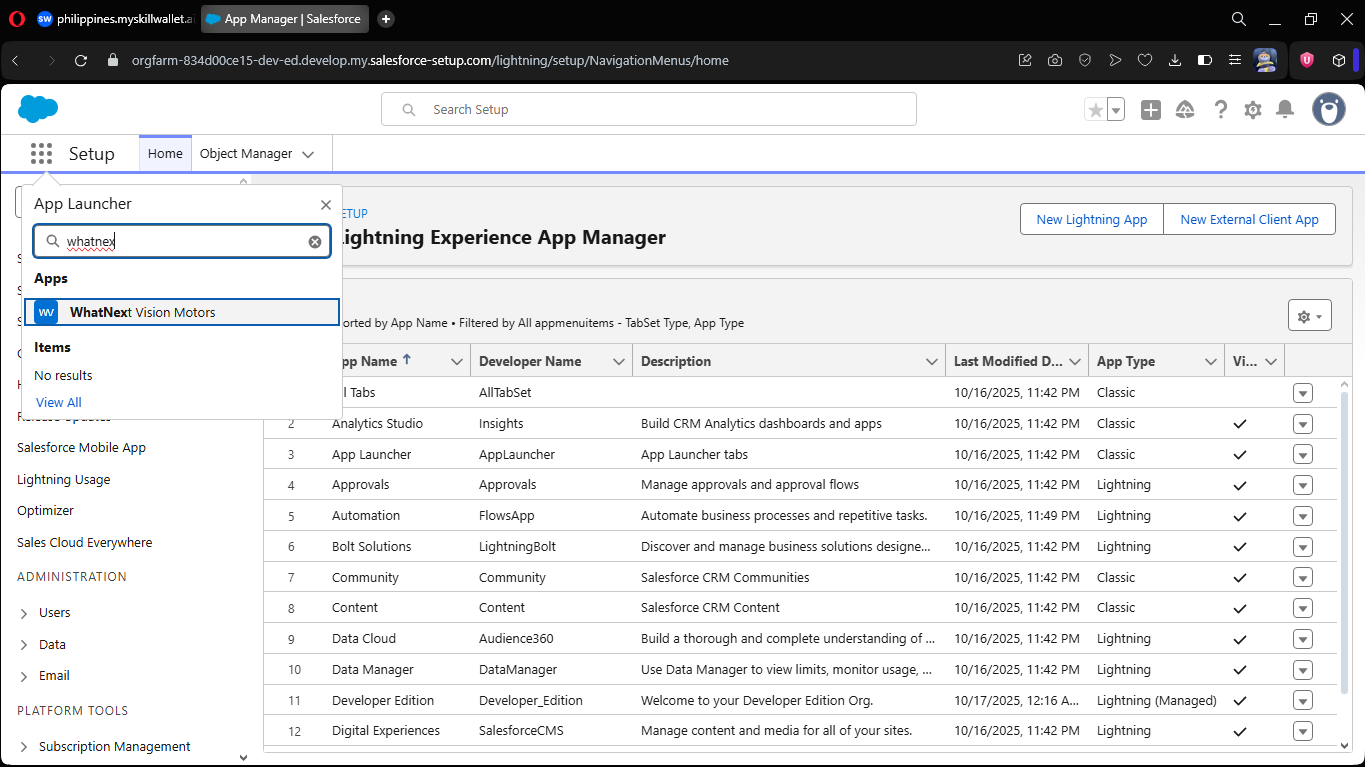 SW philippines.myskillwallet.a
App Manager | Salesforce
orgfarm-834d00ce15-dev-ed.develop.my.salesforce-setup.com/lightning/setup/NavigationMenus/home
Search Setup
Setup
Home
Object Manager
App Launcher
whatnex
Apps
WV WhatNext Vision Motors
Items
No results
View All
Salesforce Mobile App
Lightning Usage
Optimizer
Sales Cloud Everywhere
ADMINISTRATION
Users
Data
Email
PLATFORM TOOLS
Subscription Management
ETUP
ightning Experience App Manager
New Lightning App
New External Client App
orted by App Name • Filtered by All appmenuitems - TabSet Type, App Type
pp Name Developer Name Description Last Modified D... App Type Vi...
l Tabs AllTabSet 10/16/2025, 11:42 PM Classic
2 Analytics Studio Insights Build CRM Analytics dashboards and apps 10/16/2025, 11:42 PM Classic
3 App Launcher AppLauncher App Launcher tabs 10/16/2025, 11:42 PM Classic
4 Approvals Approvals Manage approvals and approval flows 10/16/2025, 11:42 PM Lightning
5 Automation FlowsApp Automate business processes and repetitive tasks. 10/16/2025, 11:49 PM Lightning
6 Bolt Solutions LightningBolt Discover and manage business solutions designe... 10/16/2025, 11:42 PM Lightning
7 Community Community Salesforce CRM Communities 10/16/2025, 11:42 PM Classic
8 Content Content Salesforce CRM Content 10/16/2025, 11:42 PM Classic
9 Data Cloud Audience360 Build a thorough and complete understanding of ... 10/16/2025, 11:42 PM Lightning
10 Data Manager DataManager Use Data Manager to view limits, monitor usage, ... 10/16/2025, 11:42 PM Lightning
11 Developer Edition Developer_Edition Welcome to your Developer Edition Org. 10/17/2025, 12:16 A... Lightning (Managed)
12 Digital Experiences SalesforceCMS Manage content and media for all of your sites. 10/16/2025, 11:42 PM Lightning